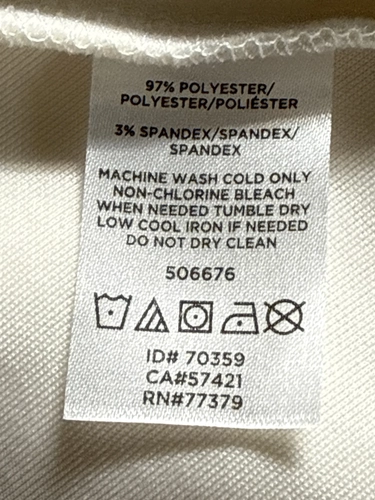 97% POLYESTER/
POLYESTER/POLIÉSTER
3% SPANDEX/SPANDEX/
SPANDEX
MACHINE WASH COLD ONLY
NON-CHLORINE BLEACH
WHEN NEEDED TUMBLE DRY
LOW COOL IRON IF NEEDED
DO NOT DRY CLEAN
506676
ID# 70359
CA#57421
RN#77379